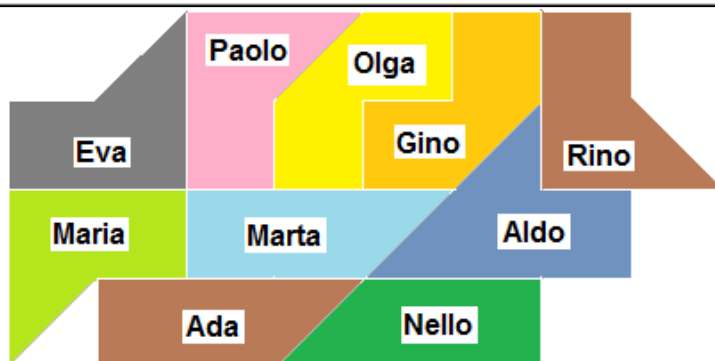 Paolo
Olga
Eva
Gino
Rino
Maria
Marta
Aldo
Ada
Nello